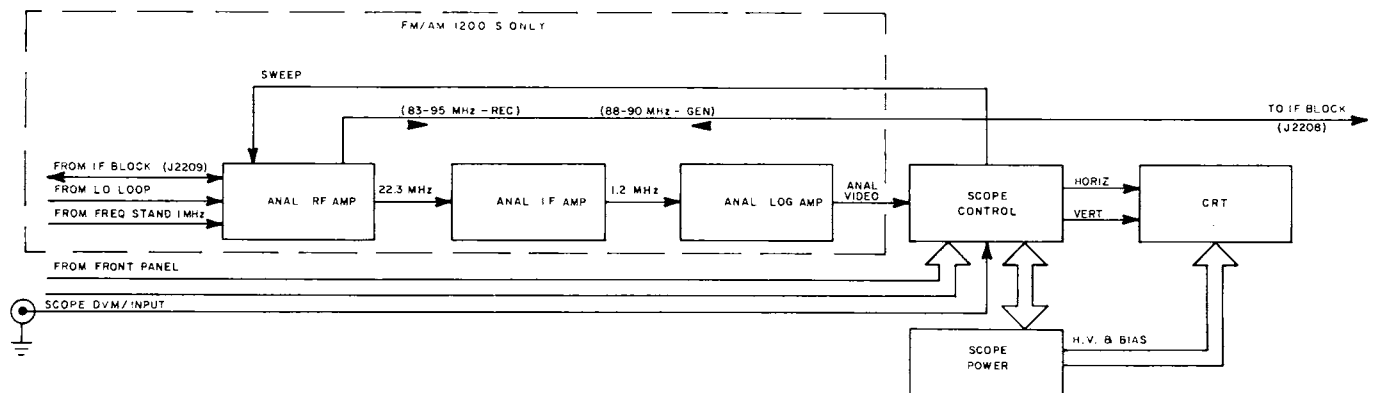 FM/AM 1200 S ONLY
SWEEP
(83-95 MHz - REC)
(88-90 MHz - GEN)
TO IF BLOCK
(J2208)
FROM IF BLOCK (J2209)
FROM LO LOOP
FROM FREQ STAND 1MHz
ANAL RF AMP
22.3 MHz
ANAL IF AMP
1.2 MHz
ANAL LOG AMP
ANAL
VIDEO
SCOPE
CONTROL
HORIZ
VERT
CRT
FROM FRONT PANEL
SCOPE DVM/INPUT
SCOPE
POWER
H.V. & BIAS